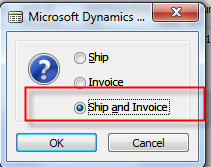 Microsoft Dynamics ...
Ship
Invoice
Ship and Invoice
OK
Cancel